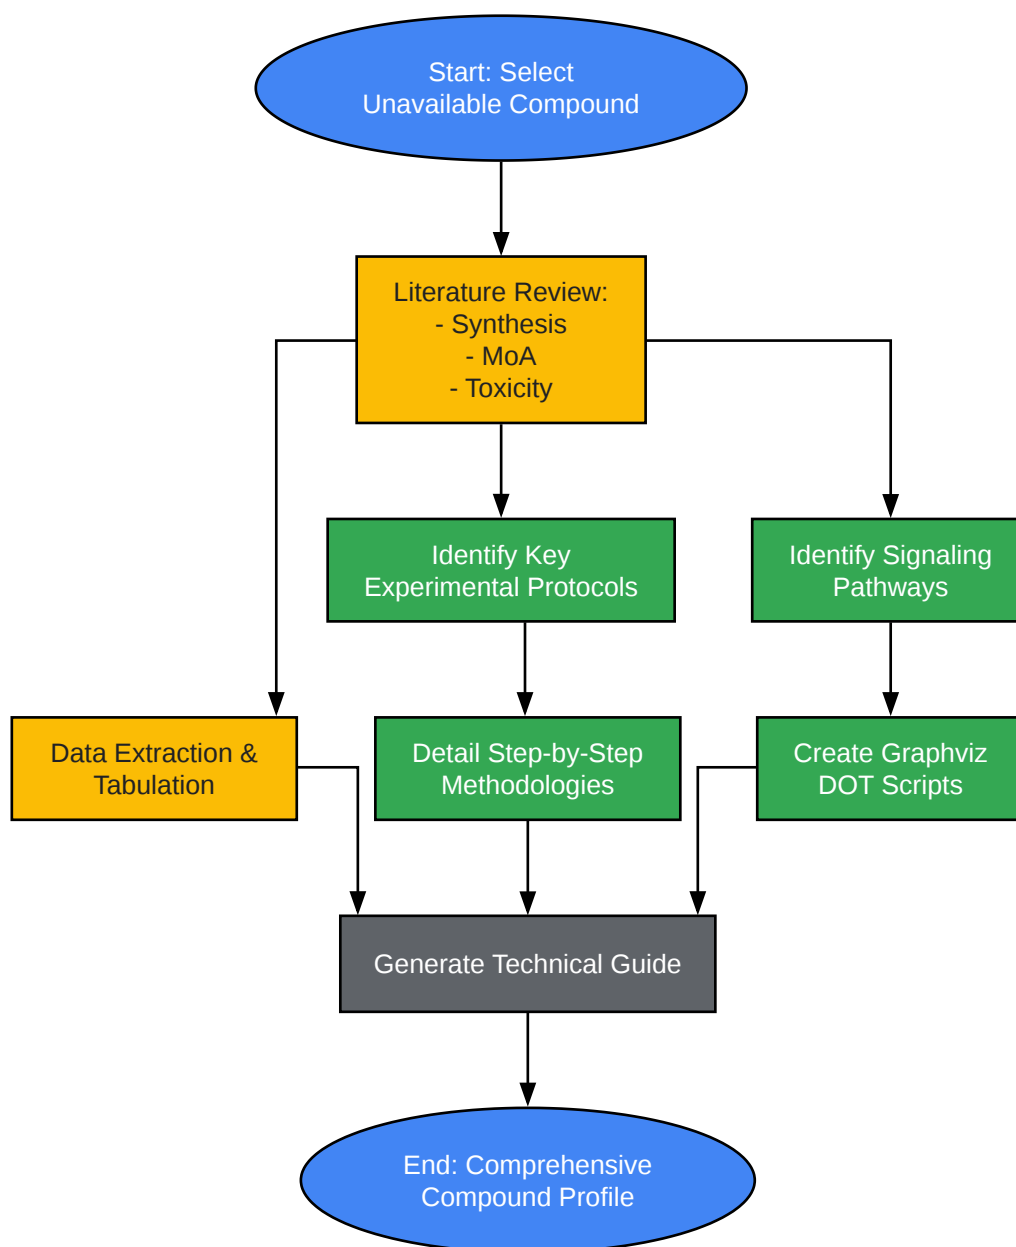 Start: Select
Unavailable Compound
Literature Review:
- Synthesis
- MoA
- Toxicity
Identify Key
Experimental Protocols
Identify Signaling
Pathways
Data Extraction &
Tabulation
Detail Step-by-Step
Methodologies
Create Graphviz
DOT Scripts
Generate Technical Guide
End: Comprehensive
Compound Profile